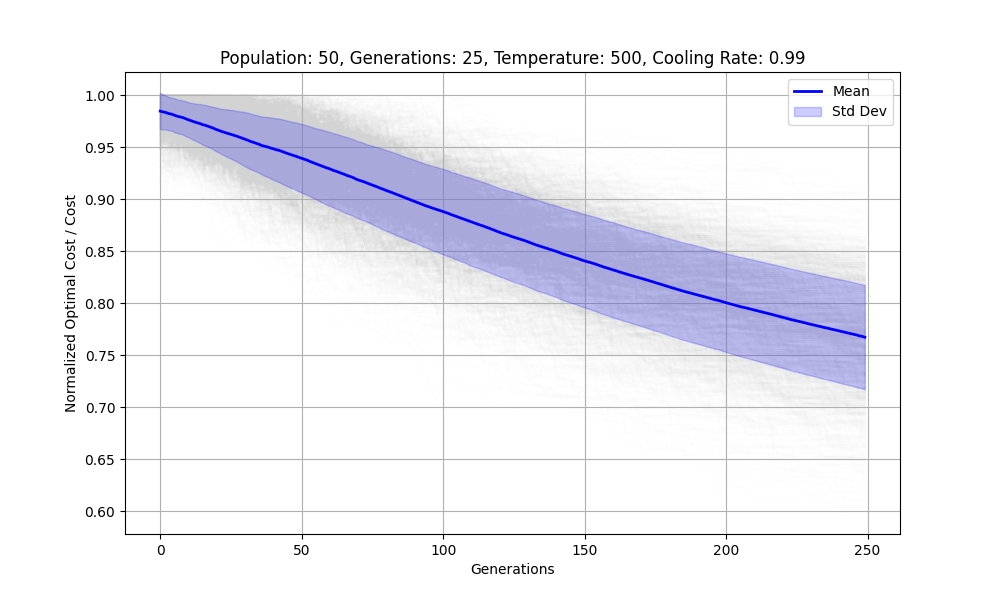 Population: 50, Generations: 25, Temperature: 500, Cooling Rate: 0.99
Mean
Std Dev
1.00
0.95
0.90
0.85
0.80
0.75
0.70
0.65
0.60
Normalized Optimal Cost / Cost
0 50 100 150 200 250
Generations